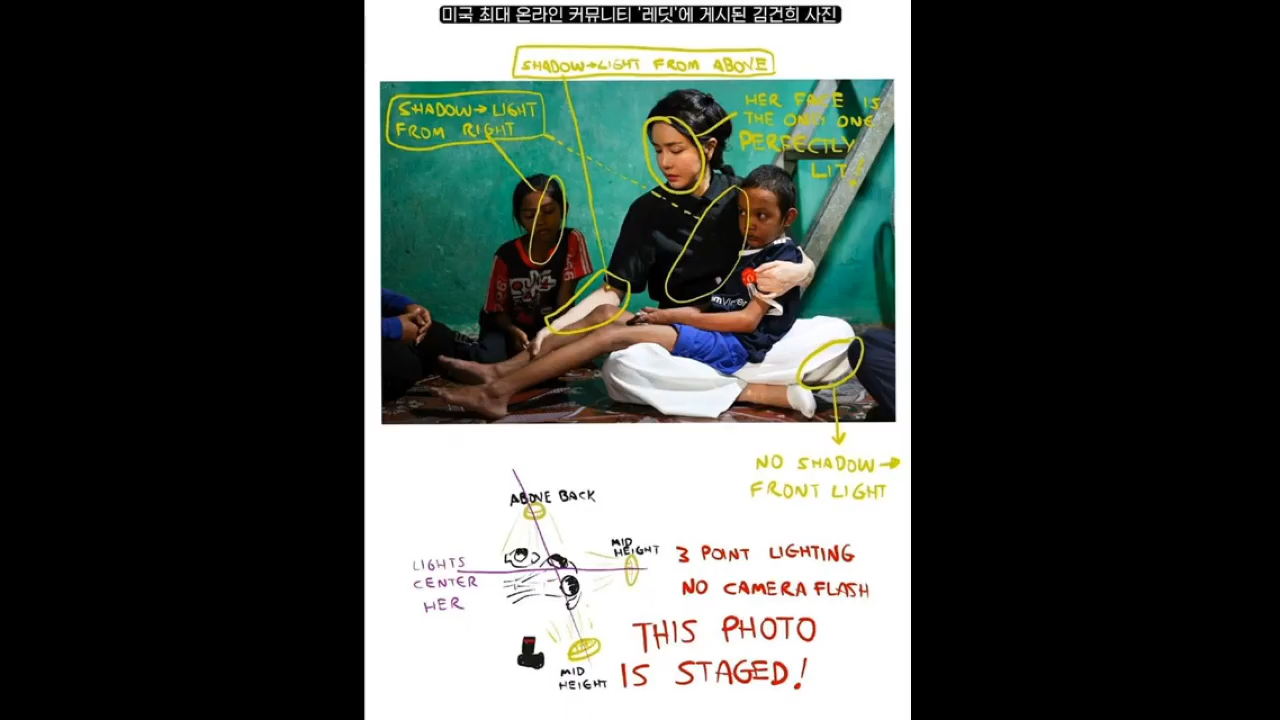 미국 최대 온라인 커뮤니티 '레딧'에 게시된 김건희 사진
SHADOW→LIGHT FROM ABOVE
SHADOW→LIGHT
FROM RIGHT
HER FACE IS
THE ONLY ONE
PERFECTLY
LIT!
NO SHADOW→
FRONT LIGHT
ABOVE BACK
MID
HEIGHT
LIGHTS
CENTER
HER
3 POINT LIGHTING
NO CAMERA FLASH
THIS PHOTO
IS STAGED!
MID
HEIGHT